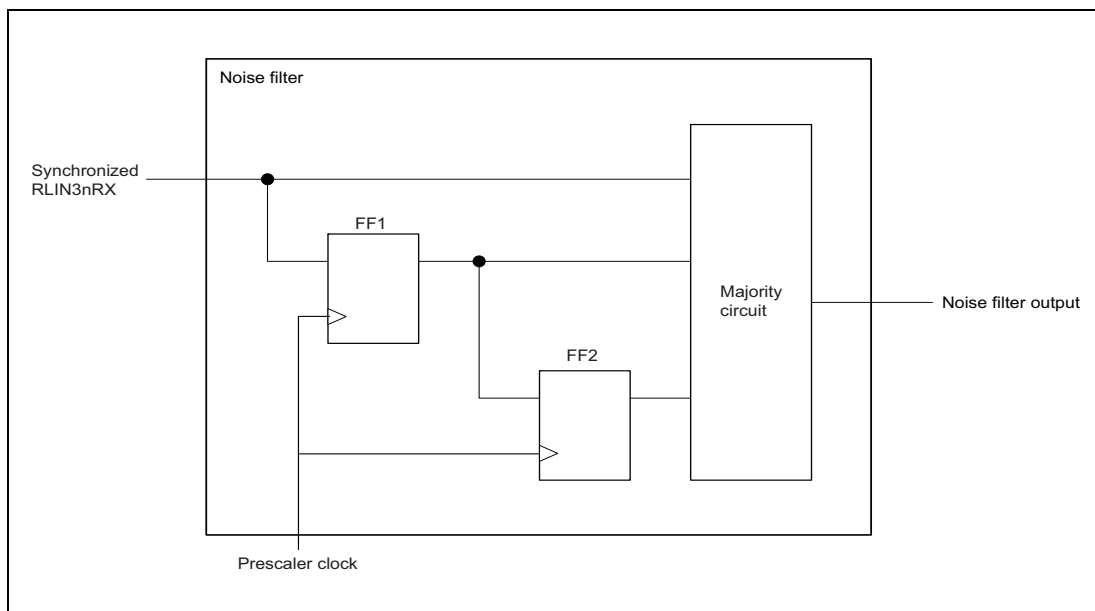 Noise filter
Synchronized
RLIN3nRX
FF1
Majority
circuit
Noise filter output
FF2
Prescaler clock